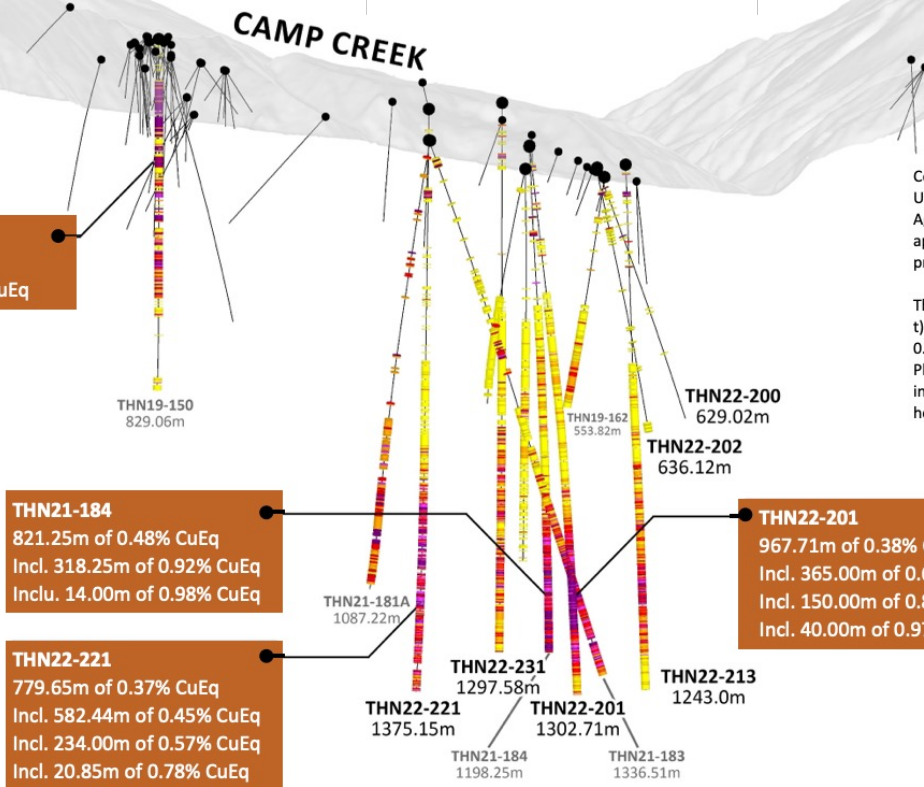 CAMP CREEK
THN19-150
829.06m
THN19-162
553.82m
THN22-200
629.02m
THN22-202
636.12m
THN21-184
821.25m of 0.48% CuEq
Incl. 318.25m of 0.92% CuEq
Inclu. 14.00m of 0.98% CuEq
THN22-201
967.71m of 0.38%
Incl. 365.00m of
Incl. 150.00m of
Incl. 40.00m of
THN21-181A
1087.22m
THN22-221
779.65m of 0.37% CuEq
Incl. 582.44m of 0.45% CuEq
Incl. 234.00m of 0.57% CuEq
Incl. 20.85m of 0.78% CuEq
THN22-221
1375.15m
THN22-231
1297.58m
THN22-201
1302.71m
THN22-213
1243.0m
THN21-184
1198.25m
THN21-183
1336.51m